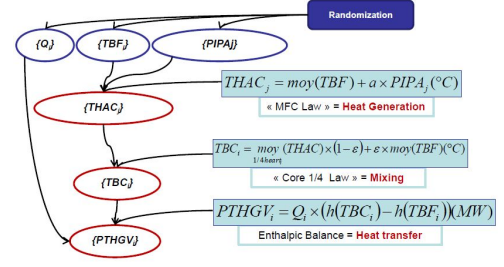 Randomization
{Qi} {TBFi} {PIPAj}
THACj = moy(TBF) + a × PIPAj (°C)
{THACj}
« MFC Law » = Heat Generation
TBCi = moy (THAC) × (1 − ε) + ε × moy(TBF)(°C)
1/4 heart
« Core 1/4 Law » = Mixing
{TBCi}
PTHGVi = Qi × (h(TBCi) − h(TBFi))(MW)
{PTHGVi}
Enthalpic Balance = Heat transfer